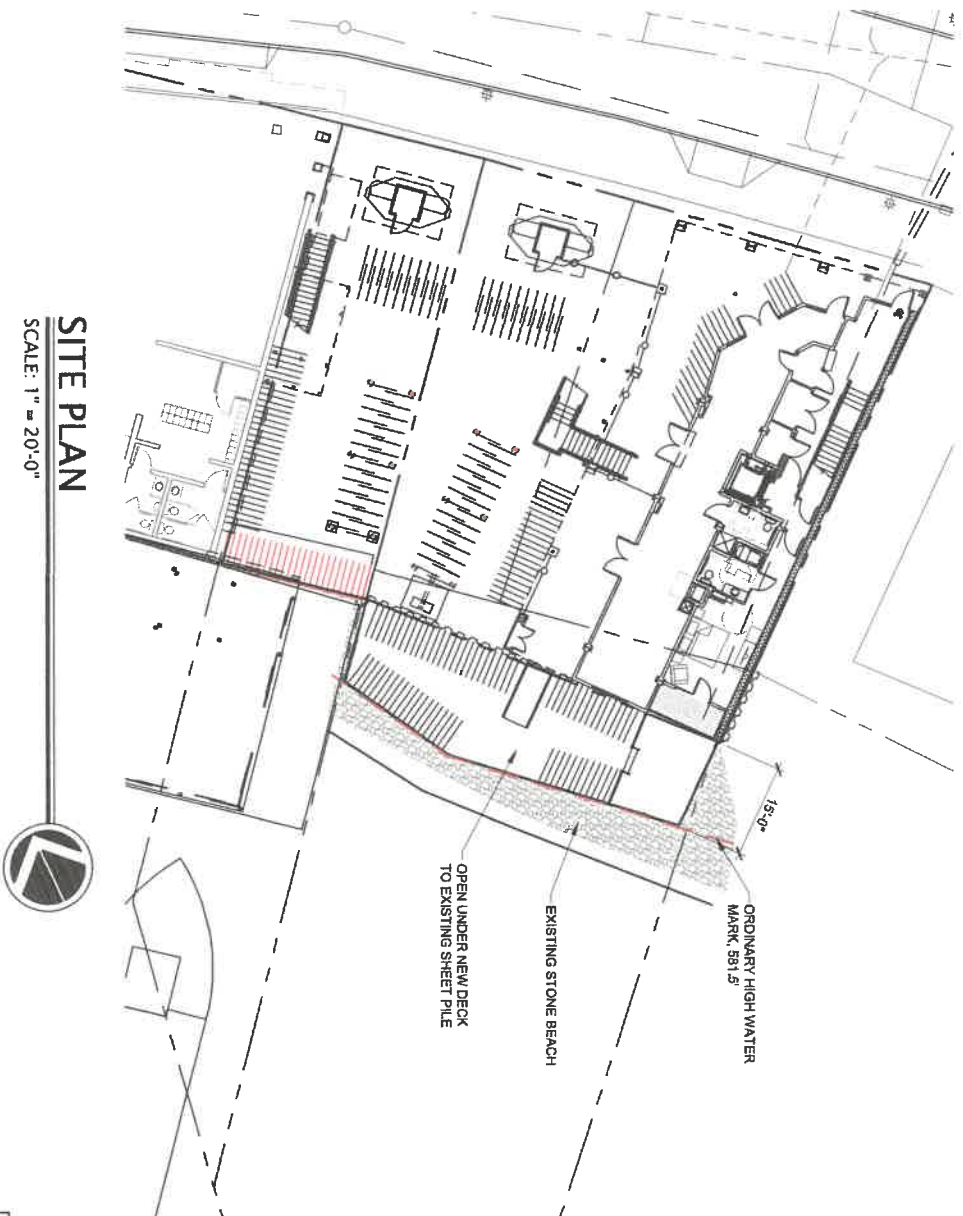 SITE PLAN
SCALE: 1" = 20'-0"
15'-0"
ORDINARY HIGH WATER
MARK, 581.5'
EXISTING STONE BEACH
OPEN UNDER NEW DECK
TO EXISTING SHEET PILE